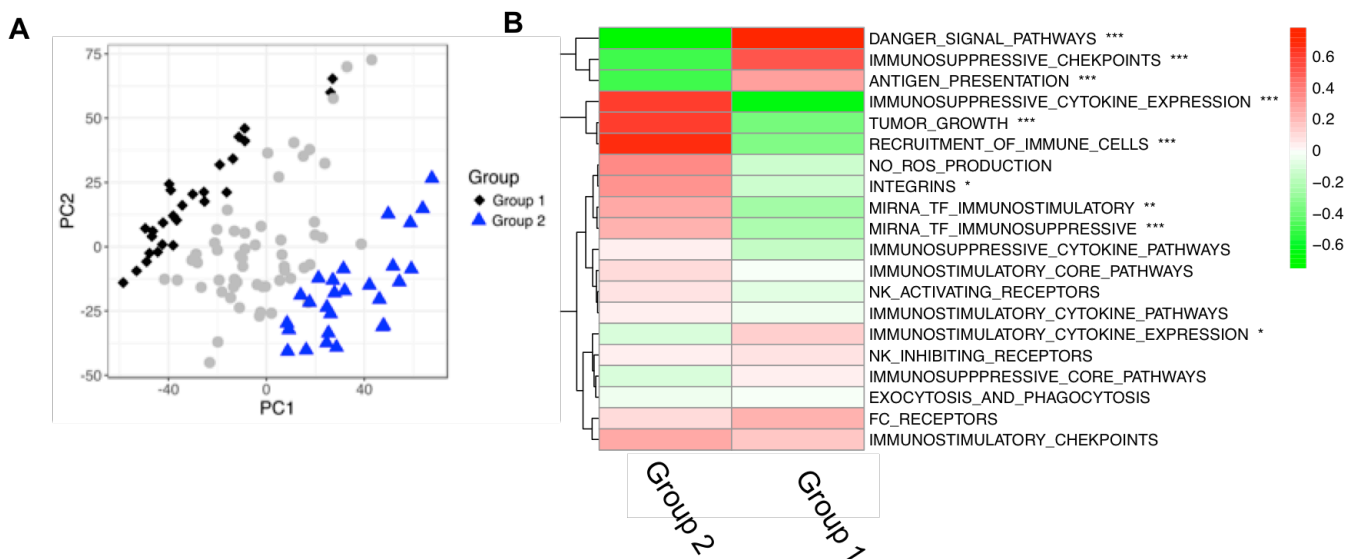 A
75
50
25
0
-25
-50
-40
0
40
PC2
PC1
Group
Group 1
Group 2
B
DANGER_SIGNAL_PATHWAYS ***
IMMUNOSUPPRESSIVE_CHEKPOINTS ***
ANTIGEN_PRESENTATION ***
IMMUNOSUPPRESSIVE_CYTOKINE_EXPRESSION ***
TUMOR_GROWTH ***
RECRUITMENT_OF_IMMUNE_CELLS ***
NO_ROS_PRODUCTION
INTEGRINS *
MIRNA_TF_IMMUNOSTIMULATORY **
MIRNA_TF_IMMUNOSUPPRESSIVE ***
IMMUNOSUPPRESSIVE_CYTOKINE_PATHWAYS
IMMUNOSTIMULATORY_CORE_PATHWAYS
NK_ACTIVATING_RECEPTORS
IMMUNOSTIMULATORY_CYTOKINE_PATHWAYS
IMMUNOSTIMULATORY_CYTOKINE_EXPRESSION *
NK_INHIBITING_RECEPTORS
IMMUNOSUPPPRESSIVE_CORE_PATHWAYS
EXOCYTOSIS_AND_PHAGOCYTOSIS
FC_RECEPTORS
IMMUNOSTIMULATORY_CHEKPOINTS
Group 2
Group 1
0.6
0.4
0.2
0
−0.2
−0.4
−0.6